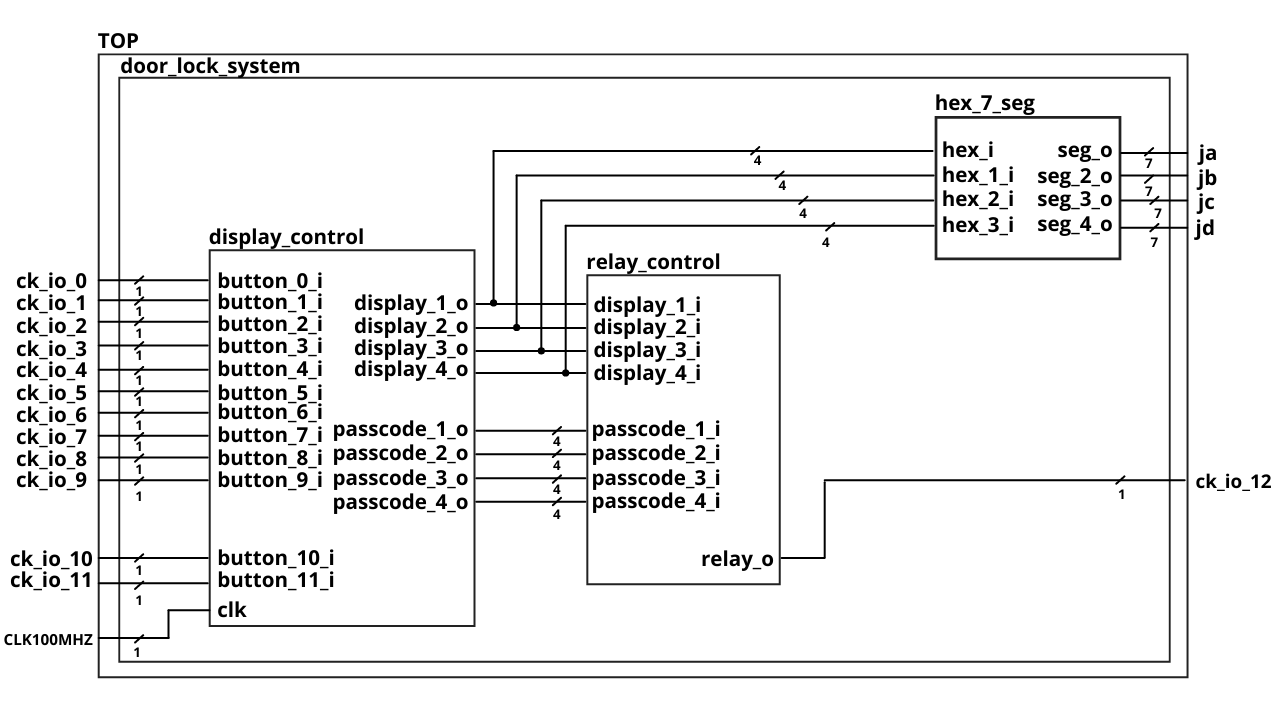 TOP
door_lock_system
hex_7_seg
hex_i seg_o ja
hex_1_i seg_2_o jb
hex_2_i seg_3_o jc
hex_3_i seg_4_o jd
4
4
4
4
7
7
7
7
display_control
ck_io_0 1 button_0_i
ck_io_1 1 button_1_i
ck_io_2 1 button_2_i
ck_io_3 1 button_3_i
ck_io_4 1 button_4_i
ck_io_5 1 button_5_i
ck_io_6 1 button_6_i
ck_io_7 1 button_7_i
ck_io_8 1 button_8_i
ck_io_9 1 button_9_i
ck_io_10 1 button_10_i
ck_io_11 1 button_11_i
CLK100MHZ 1 clk
display_1_o
display_2_o
display_3_o
display_4_o
passcode_1_o 4
passcode_2_o 4
passcode_3_o 4
passcode_4_o 4
relay_control
display_1_i
display_2_i
display_3_i
display_4_i
passcode_1_i
passcode_2_i
passcode_3_i
passcode_4_i
relay_o
1 ck_io_12